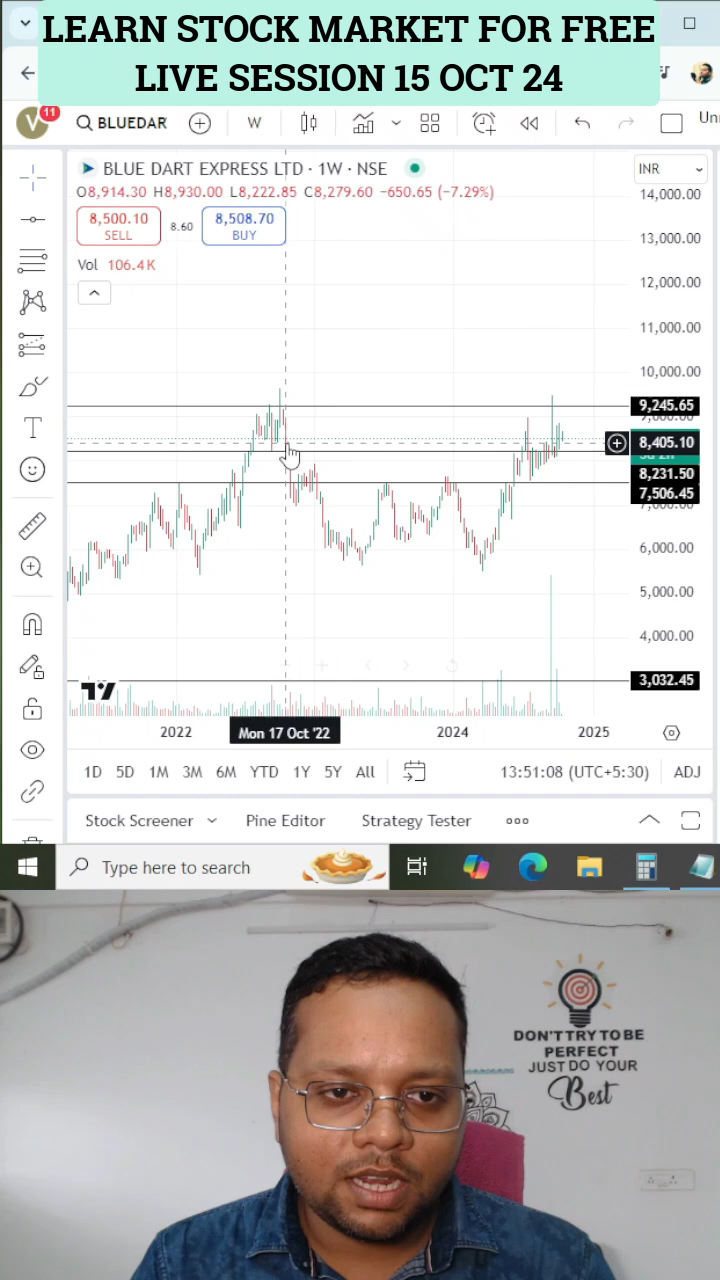 LEARN STOCK MARKET FOR FREE
LIVE SESSION 15 OCT 24
V
11
BLUEDAR
W
Un
BLUE DART EXPRESS LTD · 1W · NSE
INR
O8,914.30 H8,930.00 L8,222.85 C8,279.60 −650.65 (−7.29%)
8,500.10
SELL
8.60
8,508.70
BUY
Vol 106.4 K
14,000.00
13,000.00
12,000.00
11,000.00
10,000.00
9,245.65
8,405.10
8,231.50
7,506.45
6,000.00
5,000.00
4,000.00
3,032.45
2022
Mon 17 Oct '22
2024
2025
1D 5D 1M 3M 6M YTD 1Y 5Y All
13:51:08 (UTC+5:30)
ADJ
Stock Screener
Pine Editor
Strategy Tester
Type here to search
DON'T TRY TO BE
PERFECT
JUST DO YOUR
Best